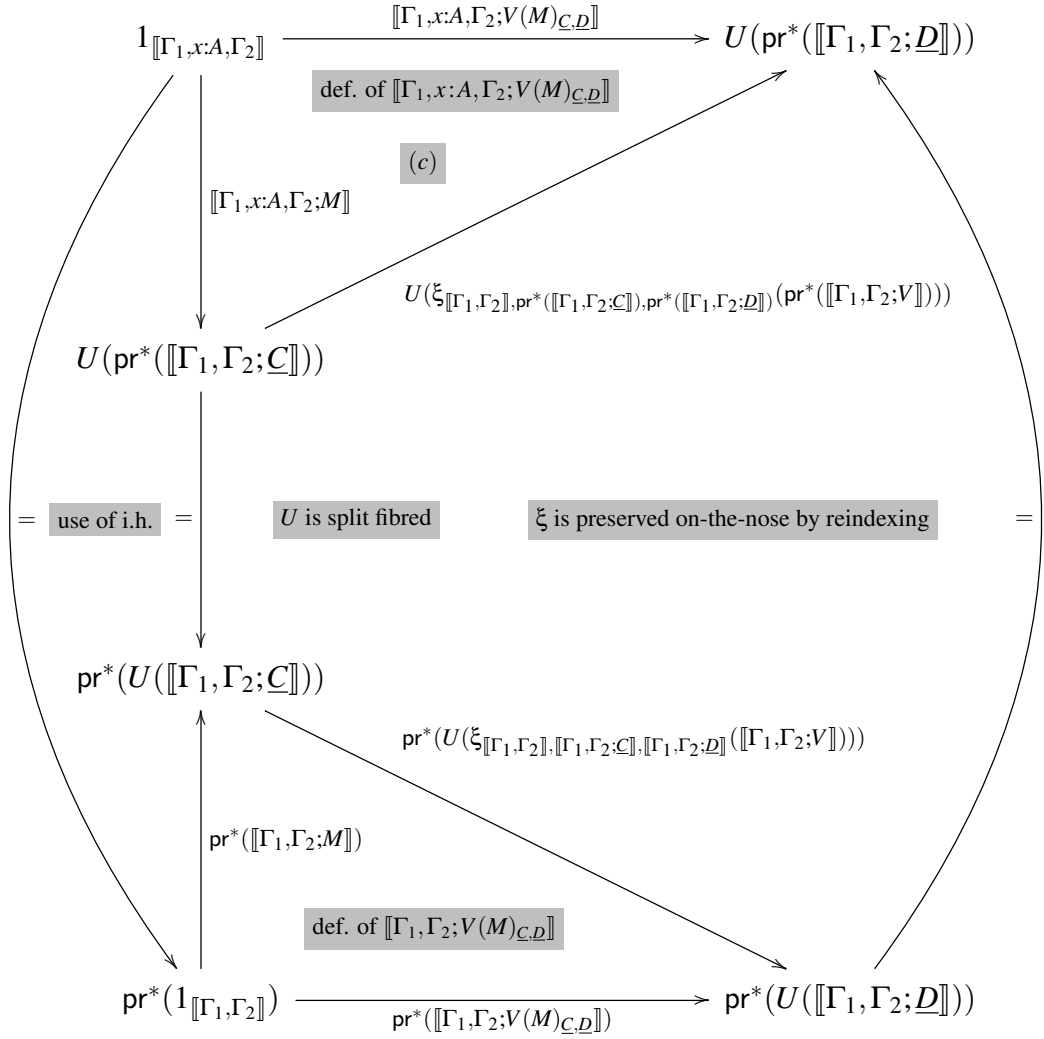 ⟦Γ₁,x:A,Γ₂;V(M)_{C̲,D̲}⟧
1_{⟦Γ₁,x:A,Γ₂⟧}
U(pr*(⟦Γ₁,Γ₂;D̲⟧))
def. of ⟦Γ₁,x:A,Γ₂;V(M)_{C̲,D̲}⟧
(c)
⟦Γ₁,x:A,Γ₂;M⟧
U(ξ_{⟦Γ₁,Γ₂⟧,pr*(⟦Γ₁,Γ₂;C̲⟧),pr*(⟦Γ₁,Γ₂;D̲⟧)}(pr*(⟦Γ₁,Γ₂;V⟧)))
U(pr*(⟦Γ₁,Γ₂;C̲⟧))
= use of i.h. = U is split fibred ξ is preserved on-the-nose by reindexing =
pr*(U(⟦Γ₁,Γ₂;C̲⟧))
pr*(U(ξ_{⟦Γ₁,Γ₂⟧,⟦Γ₁,Γ₂;C̲⟧,⟦Γ₁,Γ₂;D̲⟧}(⟦Γ₁,Γ₂;V⟧)))
pr*(⟦Γ₁,Γ₂;M⟧)
def. of ⟦Γ₁,Γ₂;V(M)_{C̲,D̲}⟧
pr*(1_{⟦Γ₁,Γ₂⟧})
pr*(U(⟦Γ₁,Γ₂;D̲⟧))
pr*(⟦Γ₁,Γ₂;V(M)_{C̲,D̲}⟧)